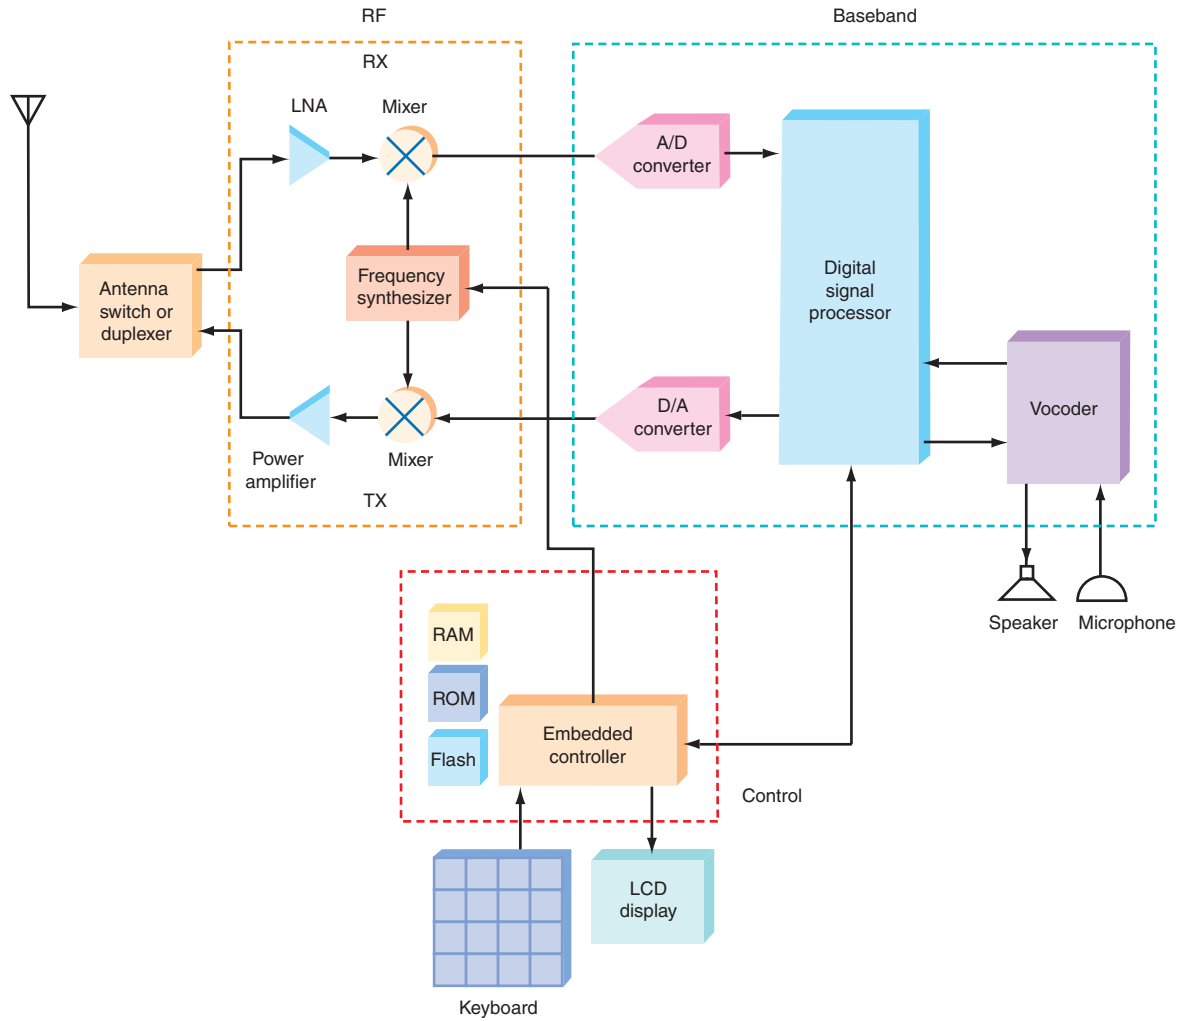 RF
Baseband
RX
LNA
Mixer
A/D
converter
Antenna
switch or
duplexer
Frequency
synthesizer
Digital
signal
processor
D/A
converter
Vocoder
Power
amplifier
Mixer
TX
Speaker
Microphone
RAM
ROM
Flash
Embedded
controller
Control
LCD
display
Keyboard